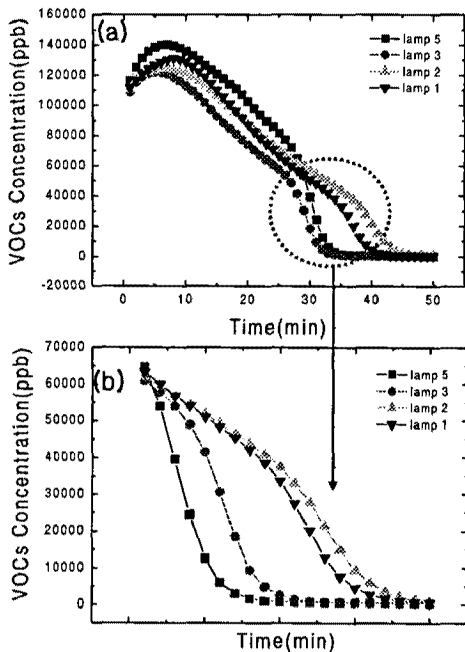 (a)
VOCs Concentration(ppb)
160000
140000
120000
100000
80000
60000
40000
20000
0
-20000
lamp 5
lamp 3
lamp 2
lamp 1
0
10
20
30
40
50
Time(min)
(b)
VOCs Concentration(ppb)
70000
60000
50000
40000
30000
20000
10000
0
lamp 5
lamp 3
lamp 2
lamp 1
Time(min)